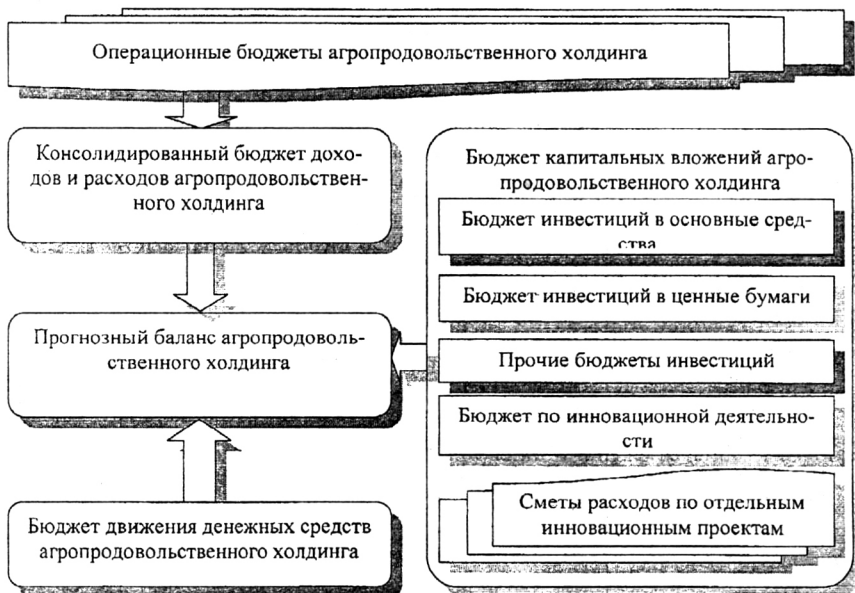 Операционные бюджеты агропродовольственного холдинга
Консолидированный бюджет дохо-
дов и расходов агропродовольствен-
ного холдинга
Прогнозный баланс агропродоволь-
ственного холдинга
Бюджет движения денежных средств
агропродовольственного холдинга
Бюджет капитальных вложений агро-
продовольственного холдинга
Бюджет инвестиций в основные сред-
ства
Бюджет инвестиций в ценные бумаги
Прочие бюджеты инвестиций
Бюджет по инновационной деятельно-
сти
Сметы расходов по отдельным
инновационным проектам